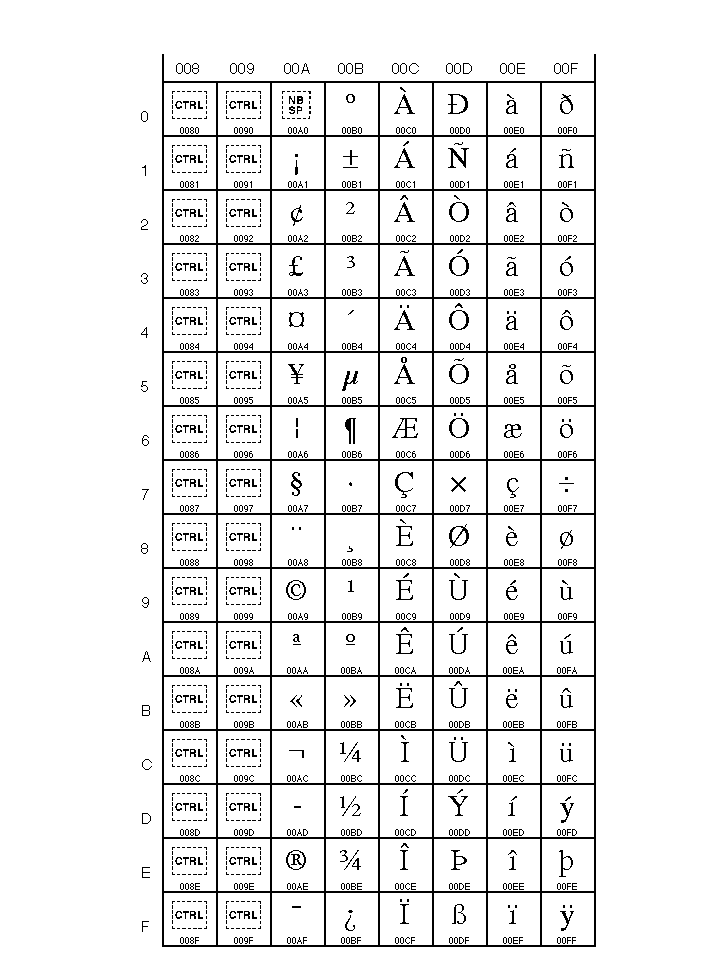 008 009 00A 00B 00C 00D 00E 00F
0 CTRL CTRL NB SP ° À Ð à ð
0080 0090 00A0 00B0 00C0 00D0 00E0 00F0
1 CTRL CTRL ¡ ± Á Ñ á ñ
0081 0091 00A1 00B1 00C1 00D1 00E1 00F1
2 CTRL CTRL ¢ ² Â Ò â ò
0082 0092 00A2 00B2 00C2 00D2 00E2 00F2
3 CTRL CTRL £ ³ Ã Ó ã ó
0083 0093 00A3 00B3 00C3 00D3 00E3 00F3
4 CTRL CTRL ¤ ´ Ä Ô ä ô
0084 0094 00A4 00B4 00C4 00D4 00E4 00F4
5 CTRL CTRL ¥ µ Å Õ å õ
0085 0095 00A5 00B5 00C5 00D5 00E5 00F5
6 CTRL CTRL ¦ ¶ Æ Ö æ ö
0086 0096 00A6 00B6 00C6 00D6 00E6 00F6
7 CTRL CTRL § · Ç × ç ÷
0087 0097 00A7 00B7 00C7 00D7 00E7 00F7
8 CTRL CTRL ¨ ¸ È Ø è ø
0088 0098 00A8 00B8 00C8 00D8 00E8 00F8
9 CTRL CTRL © ¹ É Ù é ù
0089 0099 00A9 00B9 00C9 00D9 00E9 00F9
A CTRL CTRL ª º Ê Ú ê ú
008A 009A 00AA 00BA 00CA 00DA 00EA 00FA
B CTRL CTRL « » Ë Û ë û
008B 009B 00AB 00BB 00CB 00DB 00EB 00FB
C CTRL CTRL ¬ ¼ Ì Ü ì ü
008C 009C 00AC 00BC 00CC 00DC 00EC 00FC
D CTRL CTRL - ½ Í Ý í ý
008D 009D 00AD 00BD 00CD 00DD 00ED 00FD
E CTRL CTRL ® ¾ Î Þ î þ
008E 009E 00AE 00BE 00CE 00DE 00EE 00FE
F CTRL CTRL ¯ ¿ Ï ß ï ÿ
008F 009F 00AF 00BF 00CF 00DF 00EF 00FF